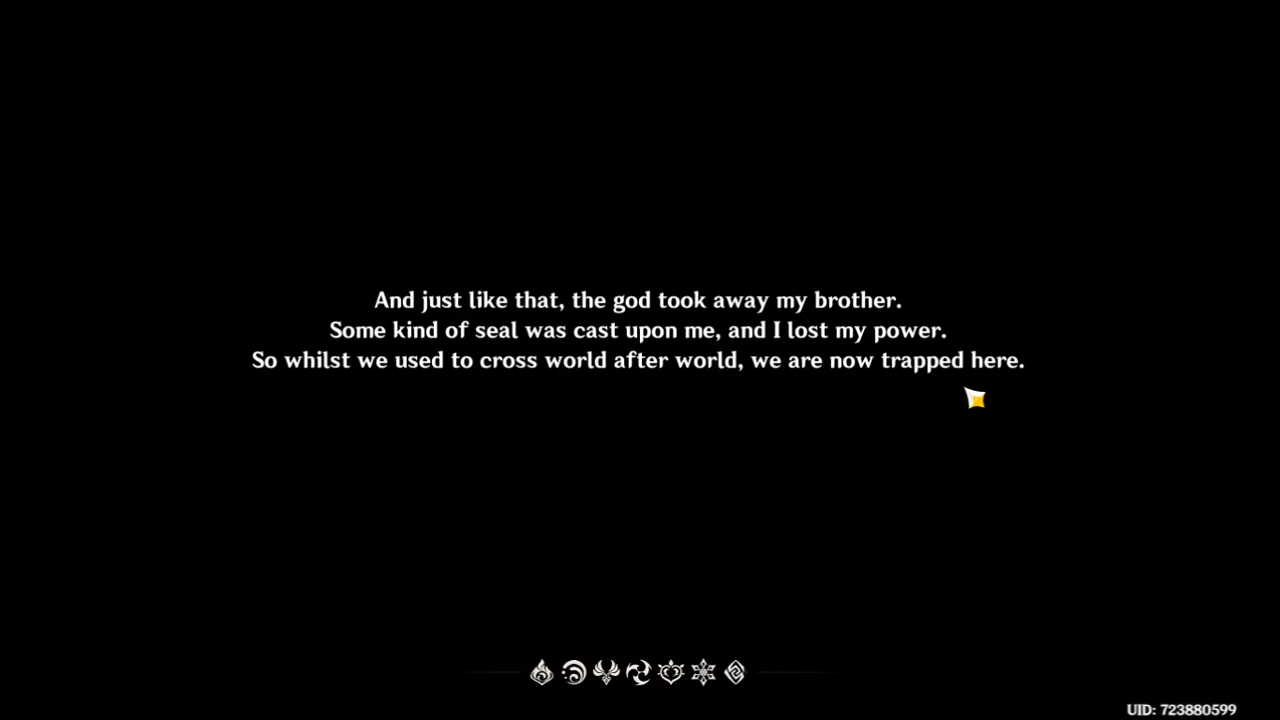 And just like that, the god took away my brother.
Some kind of seal was cast upon me, and I lost my power.
So whilst we used to cross world after world, we are now trapped here.
UID: 723880599